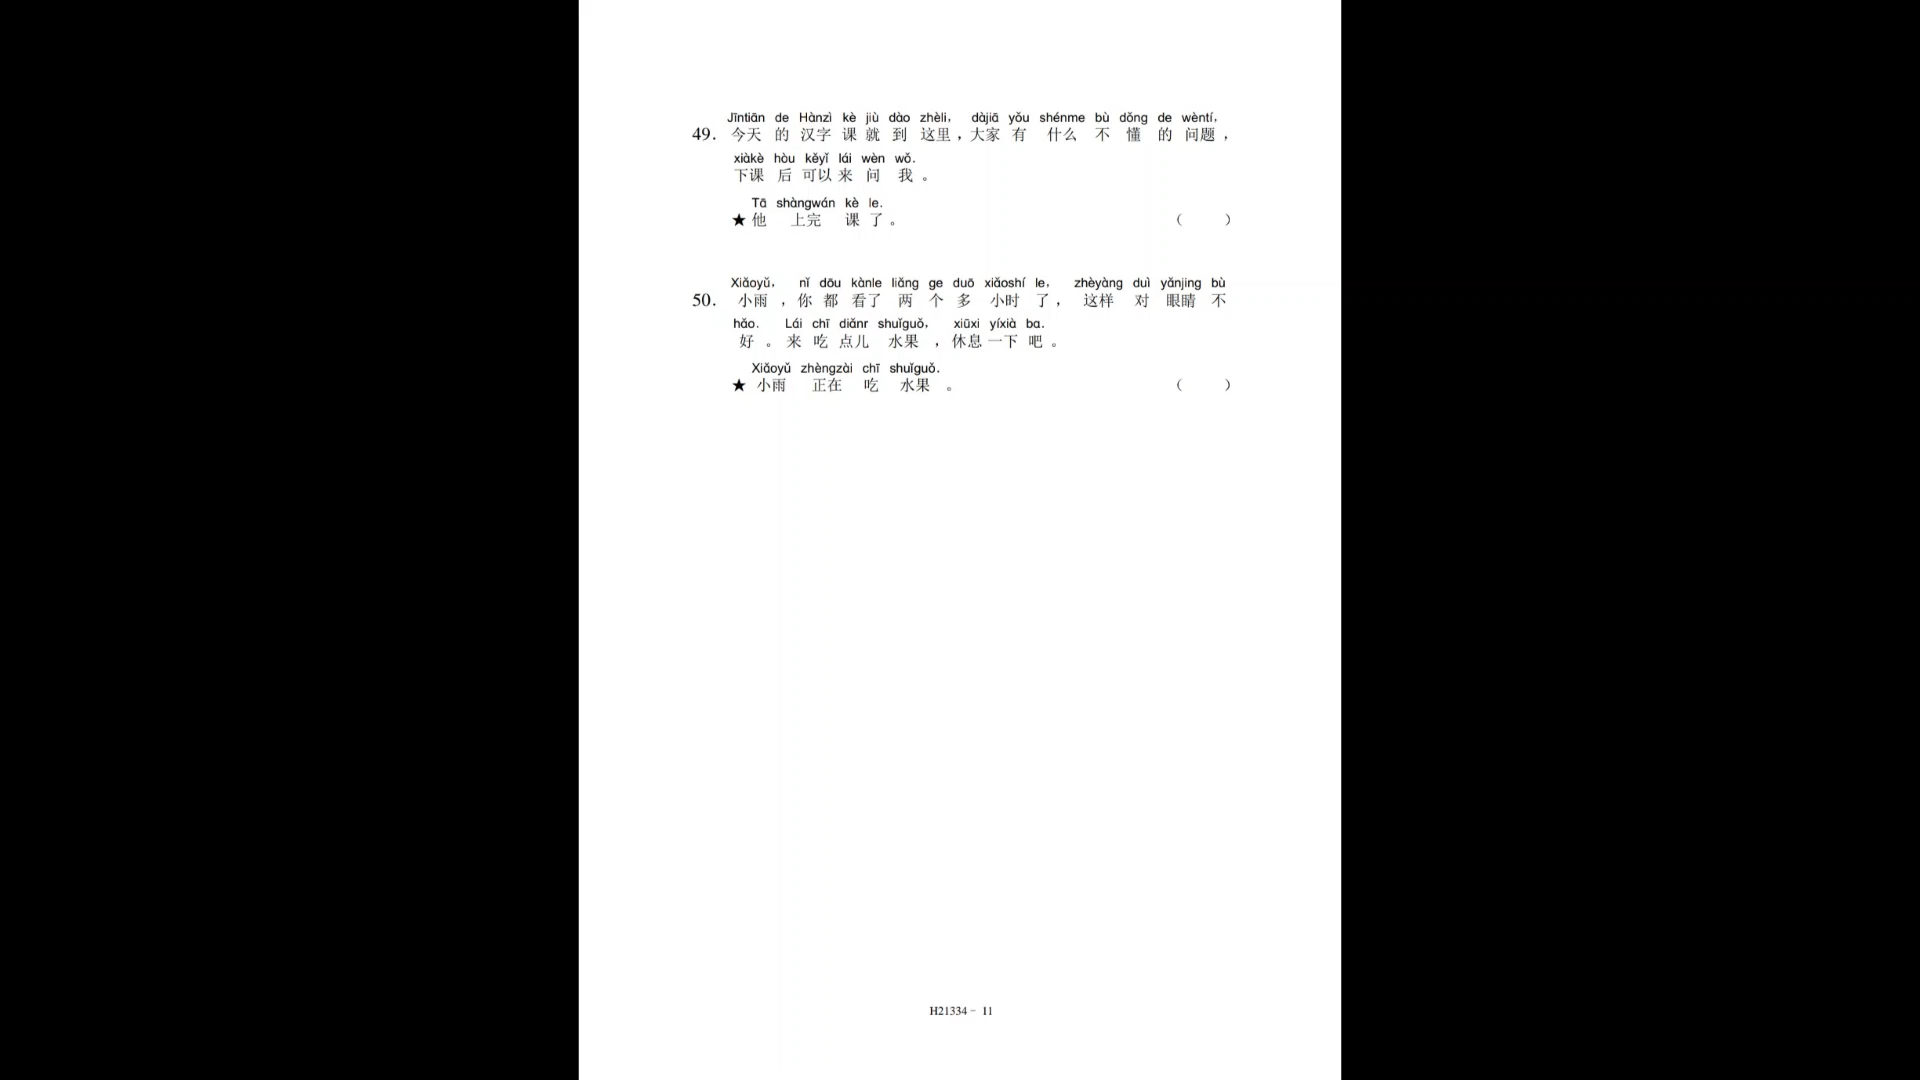 Jīntiān de Hànzì kè jiù dào zhèli, dàjiā yǒu shénme bù dǒng de wèntí,
49. 今天 的 汉字 课 就 到 这里，大家 有 什么 不 懂 的 问题，
xiàkè hòu kěyǐ lái wèn wǒ.
下课 后 可以 来 问 我 。
Tā shàngwán kè le.
★ 他 上完 课 了 。 （ ）
Xiǎoyǔ, nǐ dōu kànle liǎng ge duō xiǎoshí le, zhèyàng duì yǎnjing bù
50. 小雨 ，你 都 看了 两 个 多 小时 了 ， 这样 对 眼睛 不
hǎo. Lái chī diǎnr shuǐguǒ, xiūxi yíxià ba.
好 。 来 吃 点儿 水果 ，休息 一下 吧 。
Xiǎoyǔ zhèngzài chī shuǐguǒ.
★ 小雨 正在 吃 水果 。 （ ）
H21334－ 11